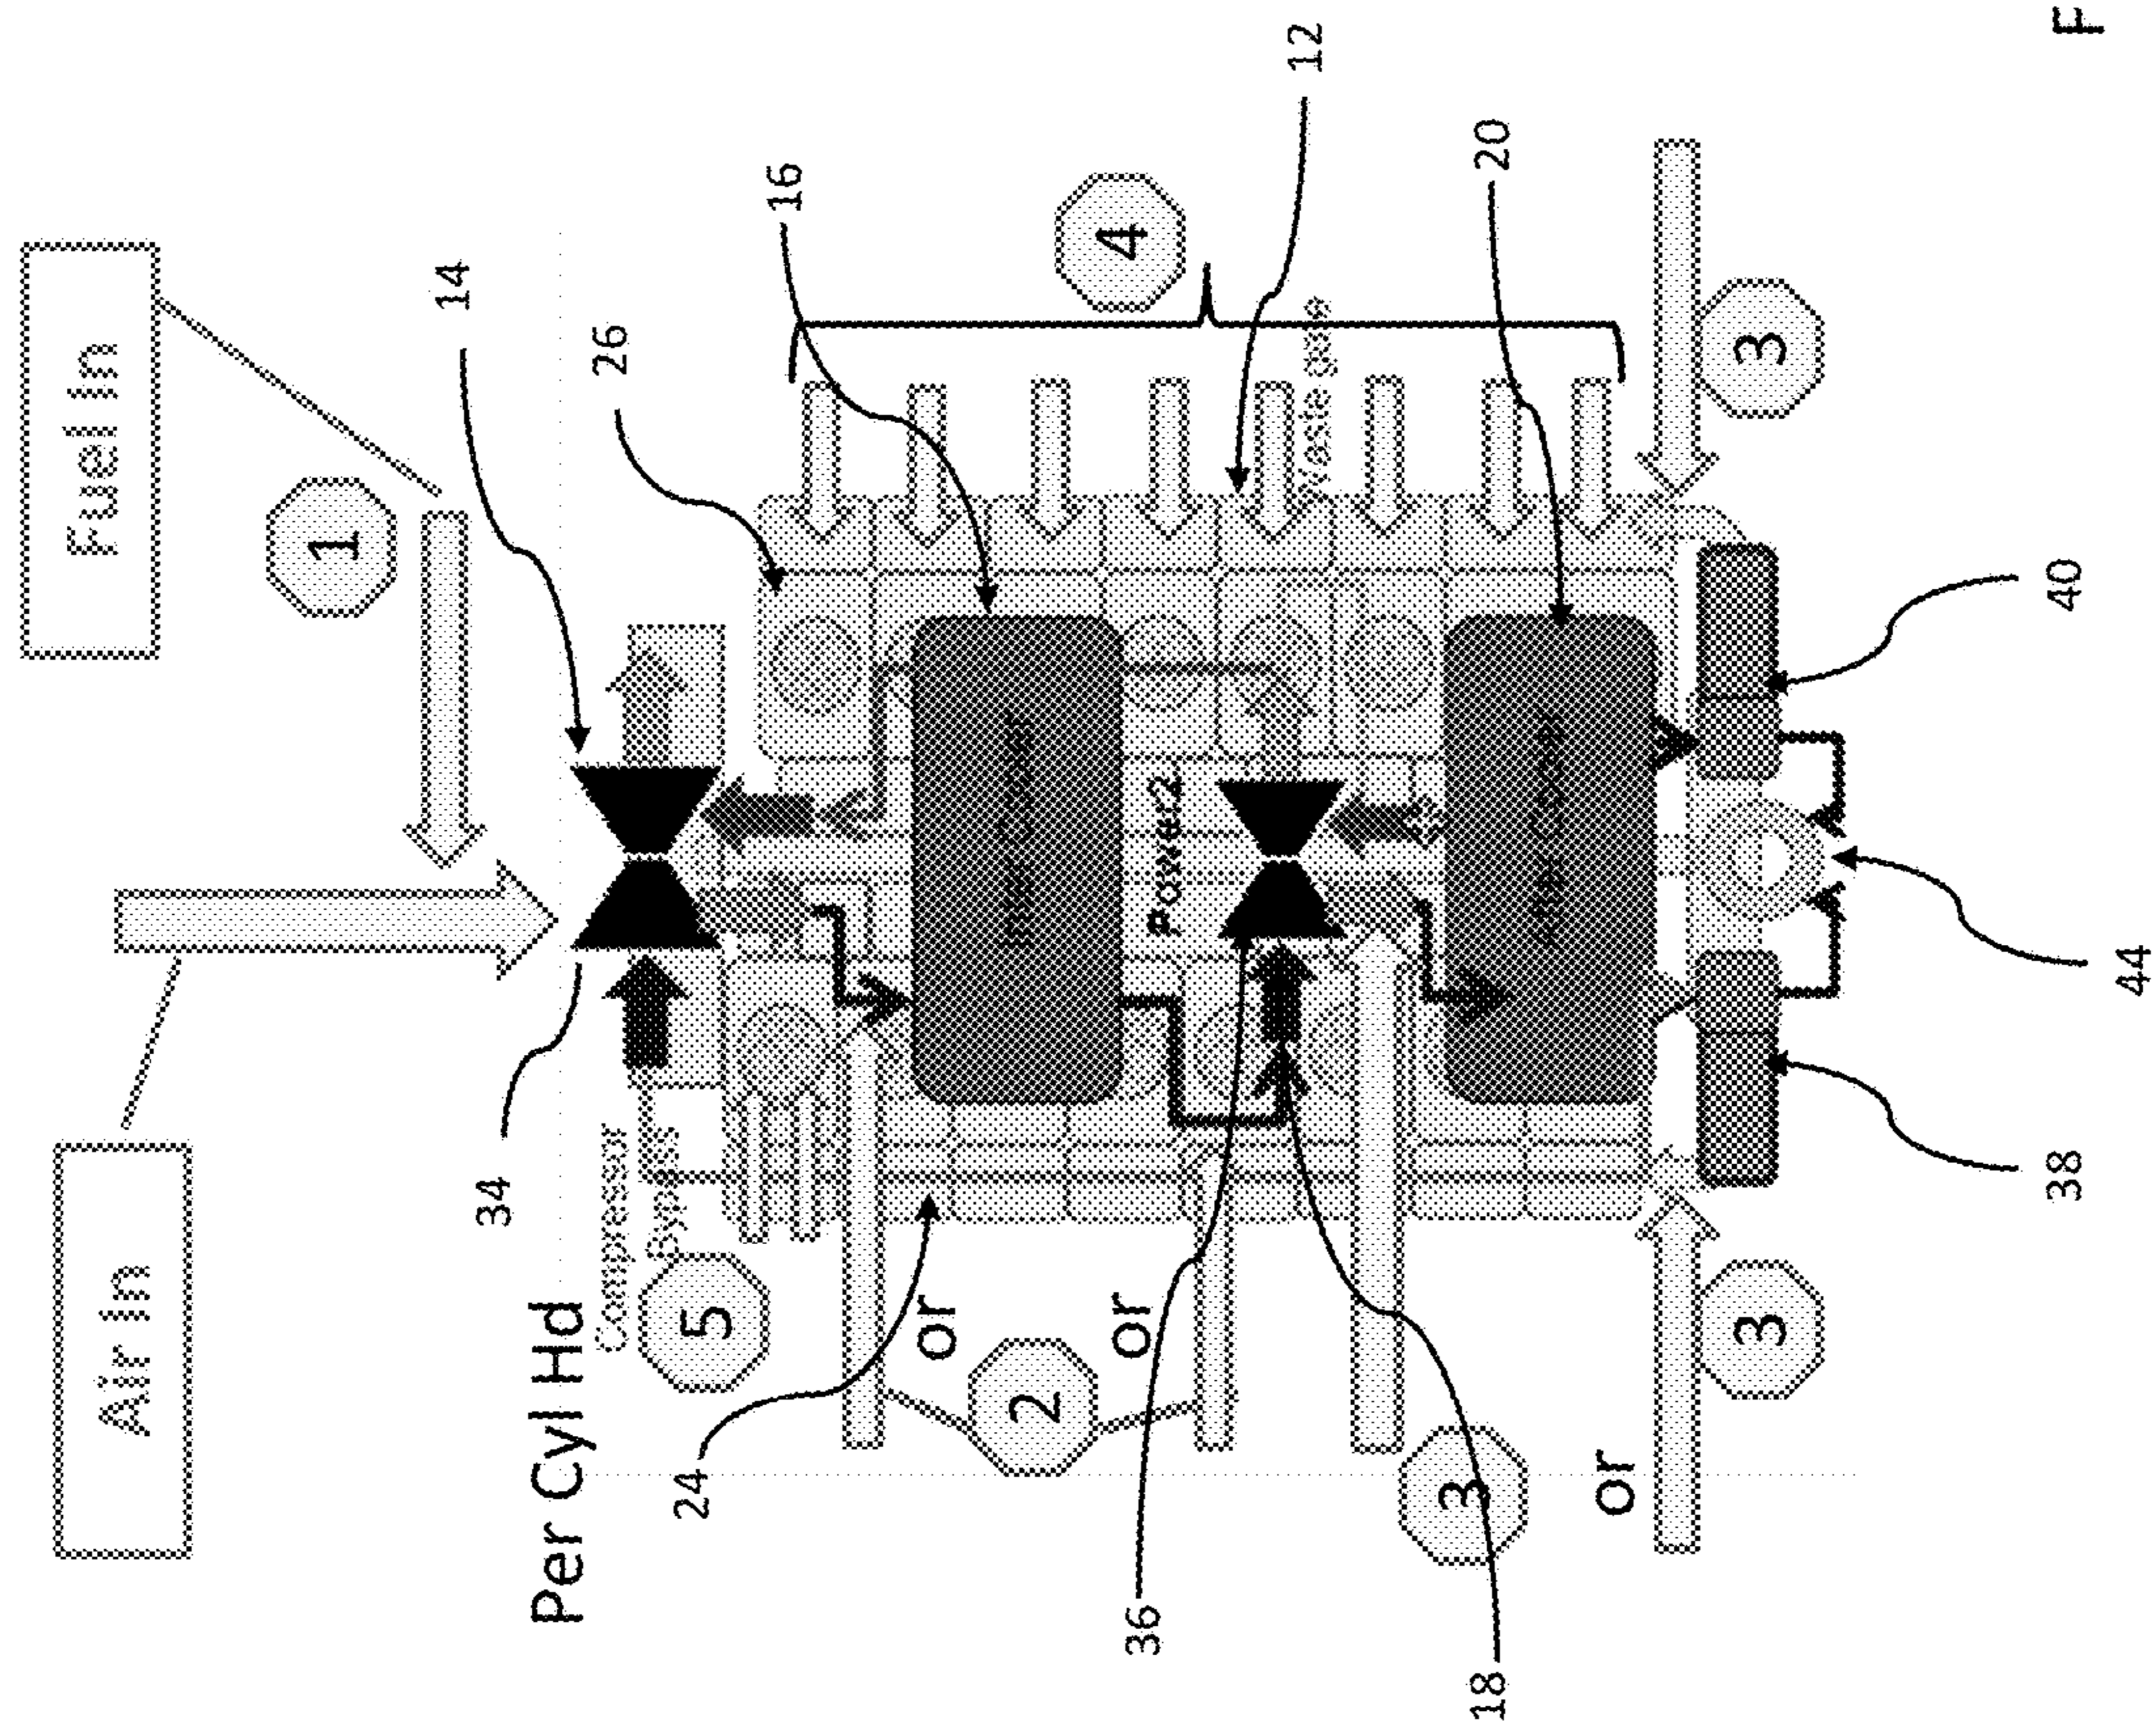 Air In
Fuel In
1
14
34
Per Cyl Hd
26
Compressor
Bypass
24
5
16
or
2
4
or
36
Power2
12
Waste gate
3
18
20
or
3
3
38
40
F
44